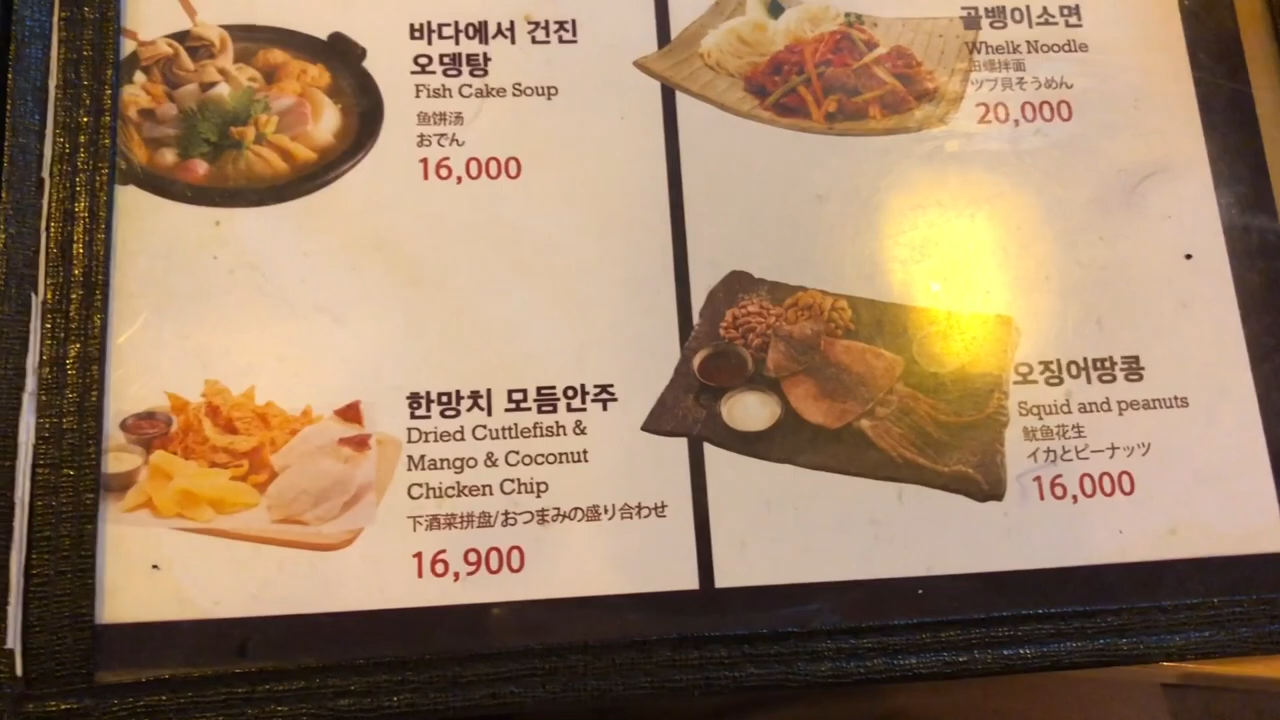 바다에서 건진
오뎅탕
Fish Cake Soup
鱼饼汤
おでん
16,000
골뱅이소면
Whelk Noodle
田螺拌面
ツブ貝そうめん
20,000
한망치 모듬안주
Dried Cuttlefish &
Mango & Coconut
Chicken Chip
下酒菜拼盘/おつまみの盛り合わせ
16,900
오징어땅콩
Squid and peanuts
鱿鱼花生
イカとピーナッツ
16,000